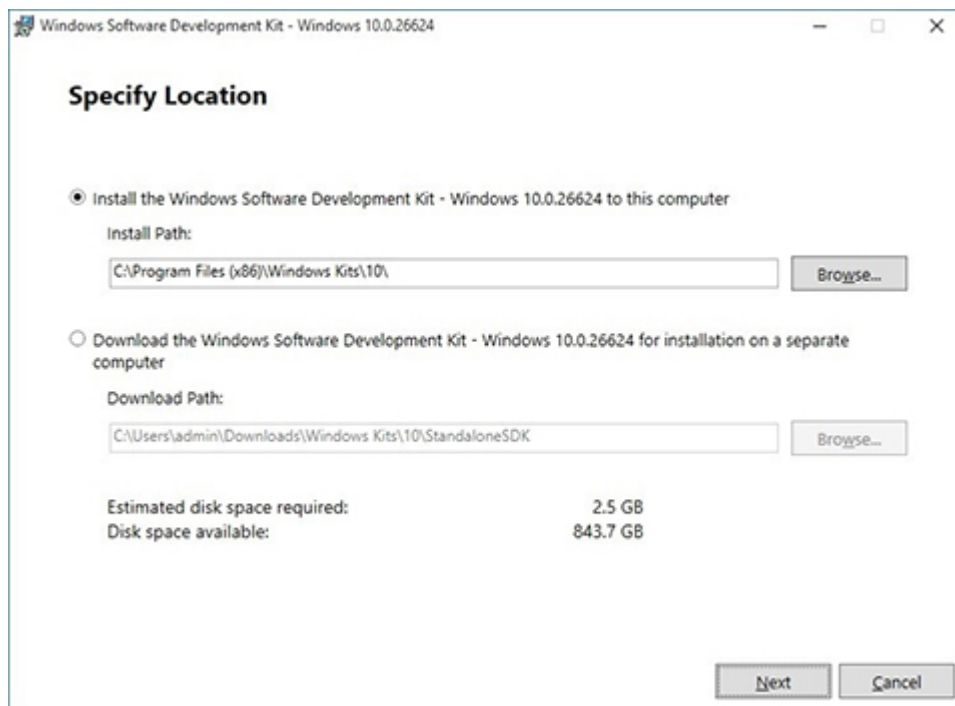 Windows Software Development Kit - Windows 10.0.26624
Specify Location
Install the Windows Software Development Kit - Windows 10.0.26624 to this computer
Install Path:
C:\Program Files (x86)\Windows Kits\10\
Browse...
Download the Windows Software Development Kit - Windows 10.0.26624 for installation on a separate
computer
Download Path:
C:\Users\admin\Downloads\Windows Kits\10\StandaloneSDK
Browse...
Estimated disk space required: 2.5 GB
Disk space available: 843.7 GB
Next Cancel